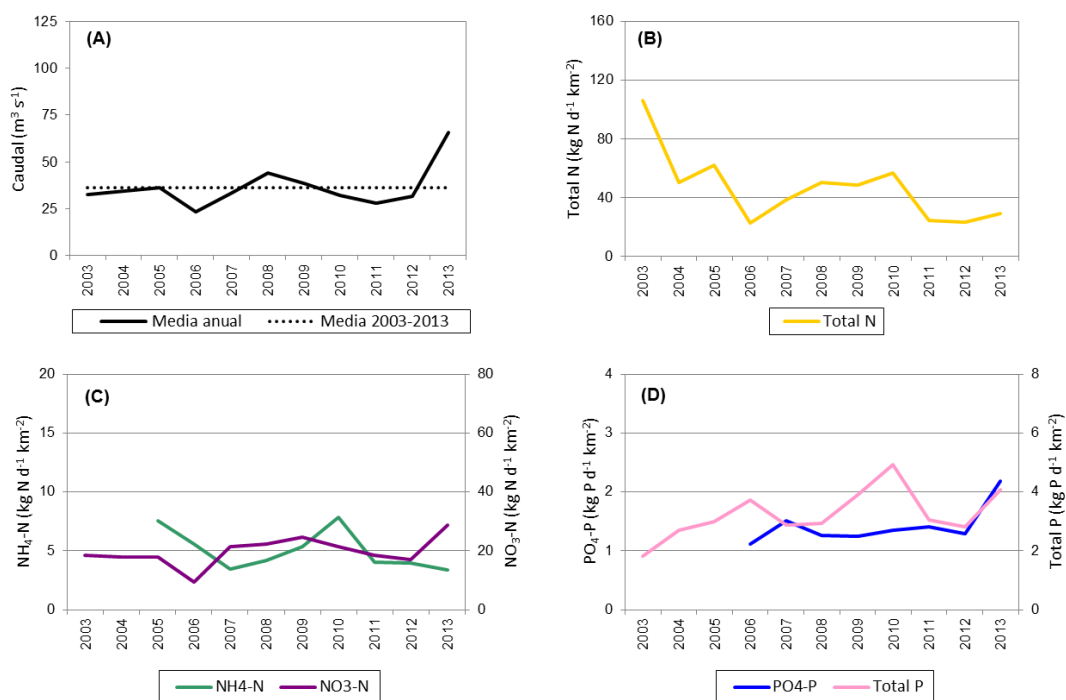 (A)
Caudal (m³ s⁻¹)
125
100
75
50
25
0
2003 2004 2005 2006 2007 2008 2009 2010 2011 2012 2013
Media anual Media 2003-2013
(B)
Total N (kg N d⁻¹ km⁻²)
160
120
80
40
0
2003 2004 2005 2006 2007 2008 2009 2010 2011 2012 2013
Total N
(C)
NH₄-N (kg N d⁻¹ km⁻²)
20
15
10
5
0
80
60
40
20
0
NO₃-N (kg N d⁻¹ km⁻²)
2003 2004 2005 2006 2007 2008 2009 2010 2011 2012 2013
NH4-N NO3-N
(D)
PO₄-P (kg P d⁻¹ km⁻²)
4
3
2
1
0
8
6
4
2
0
Total P (kg P d⁻¹ km⁻²)
2003 2004 2005 2006 2007 2008 2009 2010 2011 2012 2013
PO4-P Total P